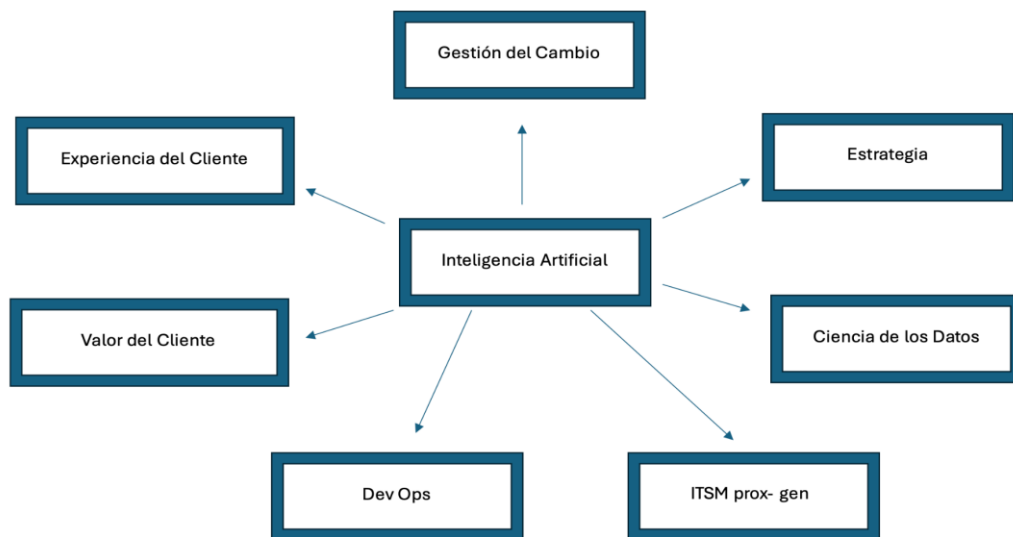 Gestión del Cambio
Experiencia del Cliente
Estrategia
Inteligencia Artificial
Valor del Cliente
Ciencia de los Datos
Dev Ops
ITSM prox- gen